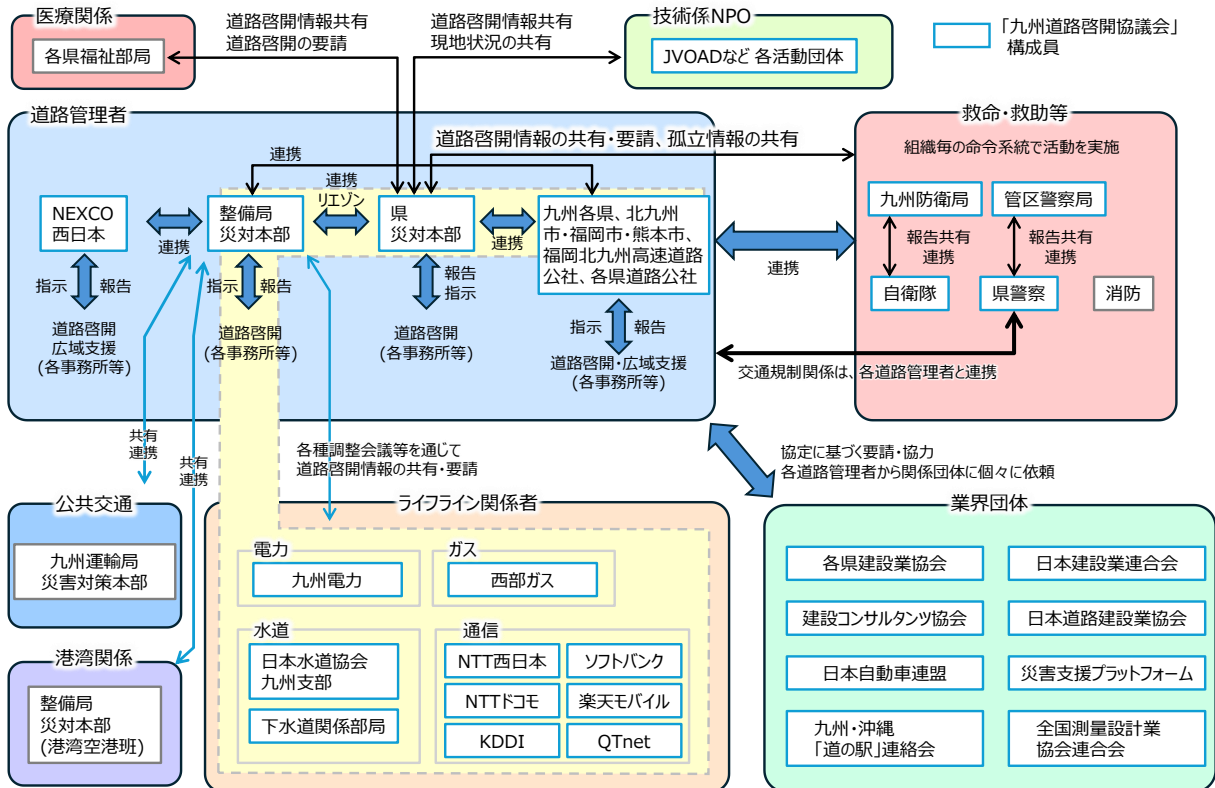 医療関係
各県福祉部局
道路啓開情報共有
道路啓開の要請
道路啓開情報共有
現地状況の共有
技術係NPO
JVOADなど 各活動団体
「九州道路啓開協議会」
構成員
道路管理者
道路啓開情報の共有・要請、孤立情報の共有
連携
連携
リエゾン
NEXCO
西日本
連携
整備局
災対本部
県
災対本部
連携
九州各県、北九州
市・福岡市・熊本市、
福岡北九州高速道路
公社、各県道路公社
連携
指示
報告
指示
報告
報告
指示
指示
報告
道路啓開
広域支援
(各事務所等)
道路啓開
(各事務所等)
道路啓開
(各事務所等)
道路啓開・広域支援
(各事務所等)
救命・救助等
組織毎の命令系統で活動を実施
九州防衛局
管区警察局
報告共有
連携
報告共有
連携
自衛隊
県警察
消防
交通規制関係は、各道路管理者と連携
共有
連携
共有
連携
各種調整会議等を通じて
道路啓開情報の共有・要請
協定に基づく要請・協力
各道路管理者から関係団体に個々に依頼
公共交通
九州運輸局
災害対策本部
港湾関係
整備局
災対本部
(港湾空港班)
ライフライン関係者
電力
九州電力
ガス
西部ガス
水道
日本水道協会
九州支部
下水道関係部局
通信
NTT西日本
ソフトバンク
NTTドコモ
楽天モバイル
KDDI
QTnet
業界団体
各県建設業協会
日本建設業連合会
建設コンサルタンツ協会
日本道路建設業協会
日本自動車連盟
災害支援プラットフォーム
九州・沖縄
「道の駅」連絡会
全国測量設計業
協会連合会